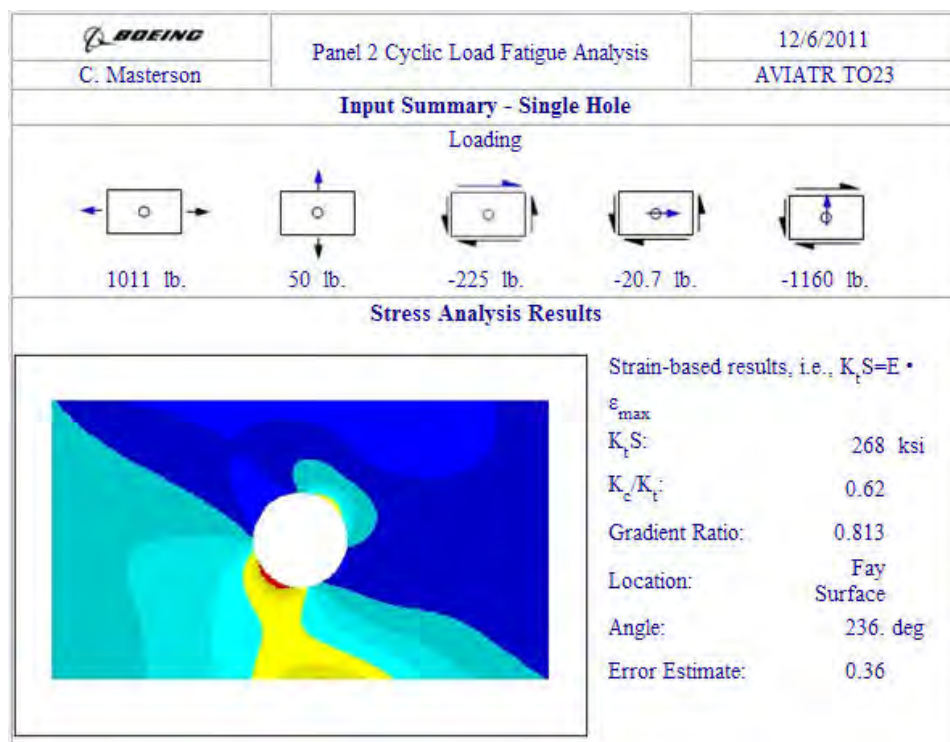 BOEING
C. Masterson
Panel 2 Cyclic Load Fatigue Analysis
12/6/2011
AVIATR TO23
Input Summary - Single Hole
Loading
1011 lb.
50 lb.
-225 lb.
-20.7 lb.
-1160 lb.
Stress Analysis Results
Strain-based results, i.e., KtS=E •
εmax
KtS: 268 ksi
Kc/Kt: 0.62
Gradient Ratio: 0.813
Location: Fay
Surface
Angle: 236. deg
Error Estimate: 0.36